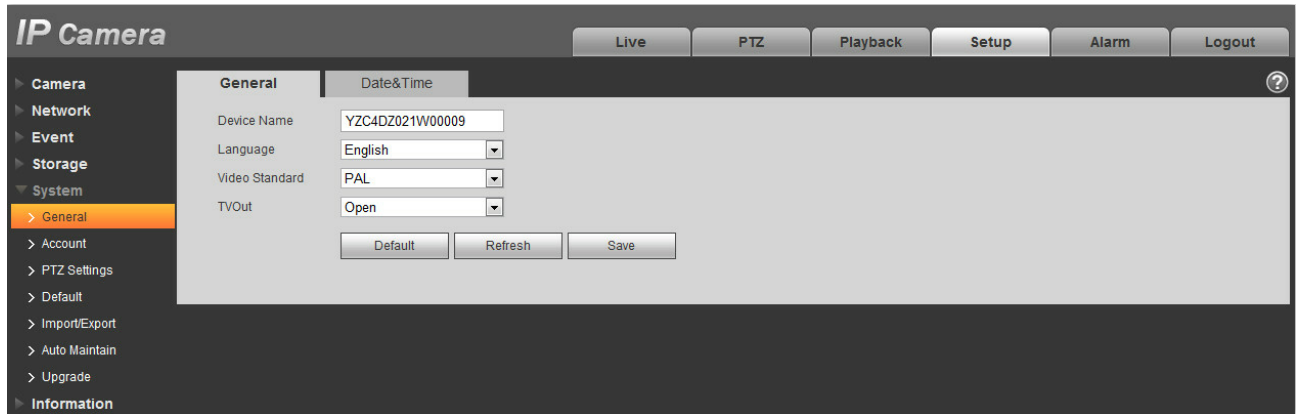 IP Camera
Live PTZ Playback Setup Alarm Logout
Camera
Network
Event
Storage
System
> General
> Account
> PTZ Settings
> Default
> Import/Export
> Auto Maintain
> Upgrade
Information
General Date&Time ?
Device Name YZC4DZ021W00009
Language English
Video Standard PAL
TVOut Open
Default Refresh Save